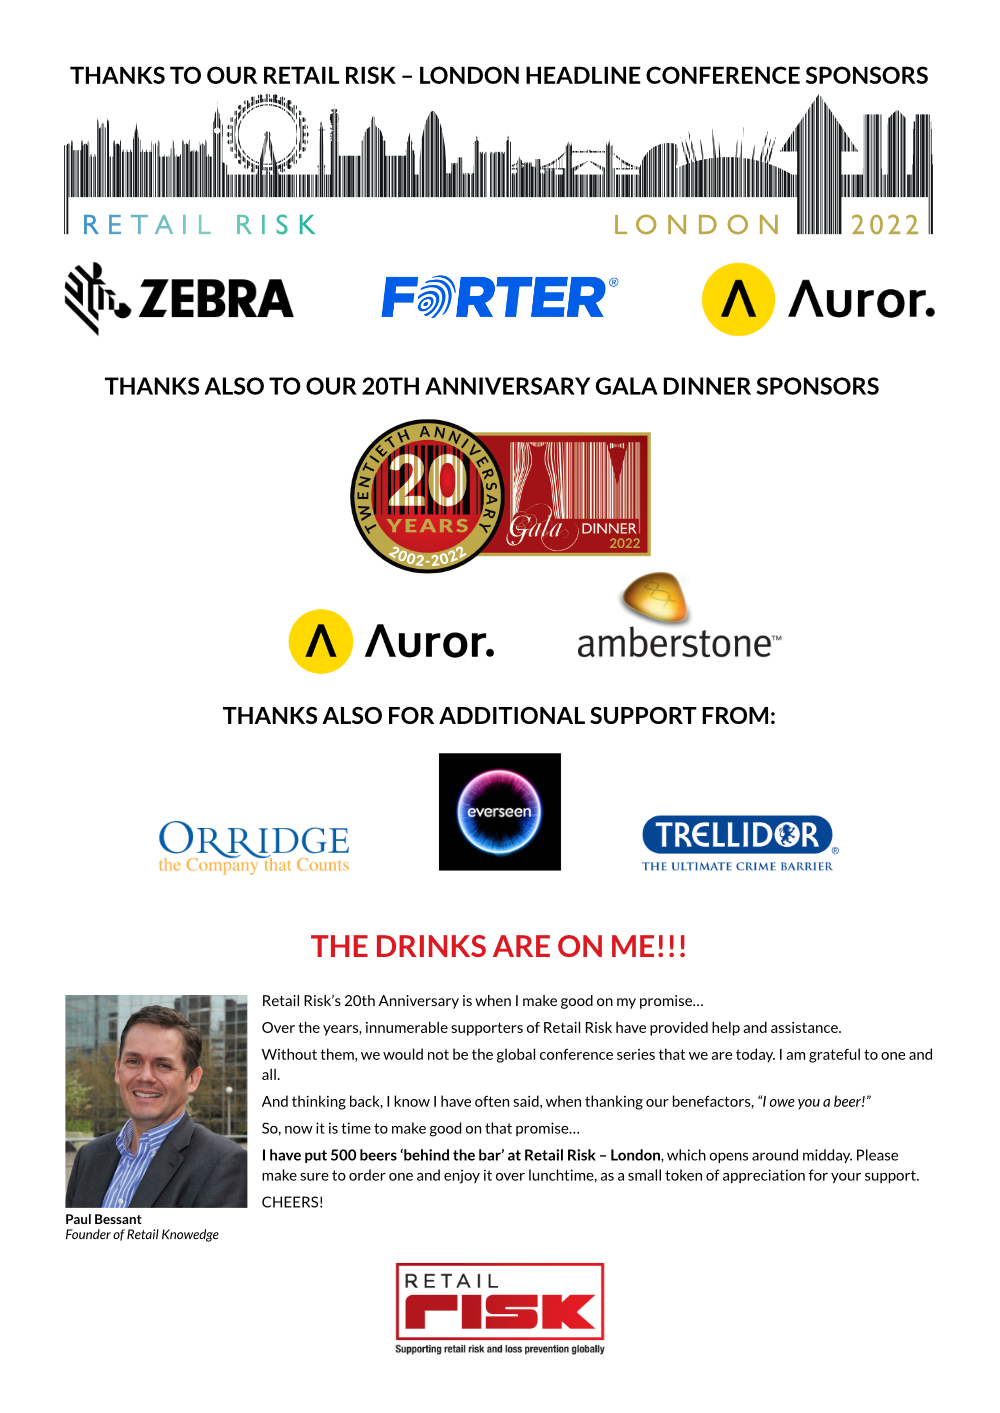 THANKS TO OUR RETAIL RISK – LONDON HEADLINE CONFERENCE SPONSORS
RETAIL RISK LONDON 2022
ZEBRA FORTER® Auror.
THANKS ALSO TO OUR 20TH ANNIVERSARY GALA DINNER SPONSORS
TWENTIETH ANNIVERSARY
20
YEARS
2002-2022
Gala DINNER
2022
Auror. amberstone™
THANKS ALSO FOR ADDITIONAL SUPPORT FROM:
everseen
ORRIDGE
the Company that Counts
TRELLIDOR®
THE ULTIMATE CRIME BARRIER
THE DRINKS ARE ON ME!!!
Retail Risk’s 20th Anniversary is when I make good on my promise…
Over the years, innumerable supporters of Retail Risk have provided help and assistance.
Without them, we would not be the global conference series that we are today. I am grateful to one and
all.
And thinking back, I know I have often said, when thanking our benefactors, “I owe you a beer!”
So, now it is time to make good on that promise…
I have put 500 beers ‘behind the bar’ at Retail Risk – London, which opens around midday. Please
make sure to order one and enjoy it over lunchtime, as a small token of appreciation for your support.
CHEERS!
Paul Bessant
Founder of Retail Knowedge
RETAIL
RISK
Supporting retail risk and loss prevention globally